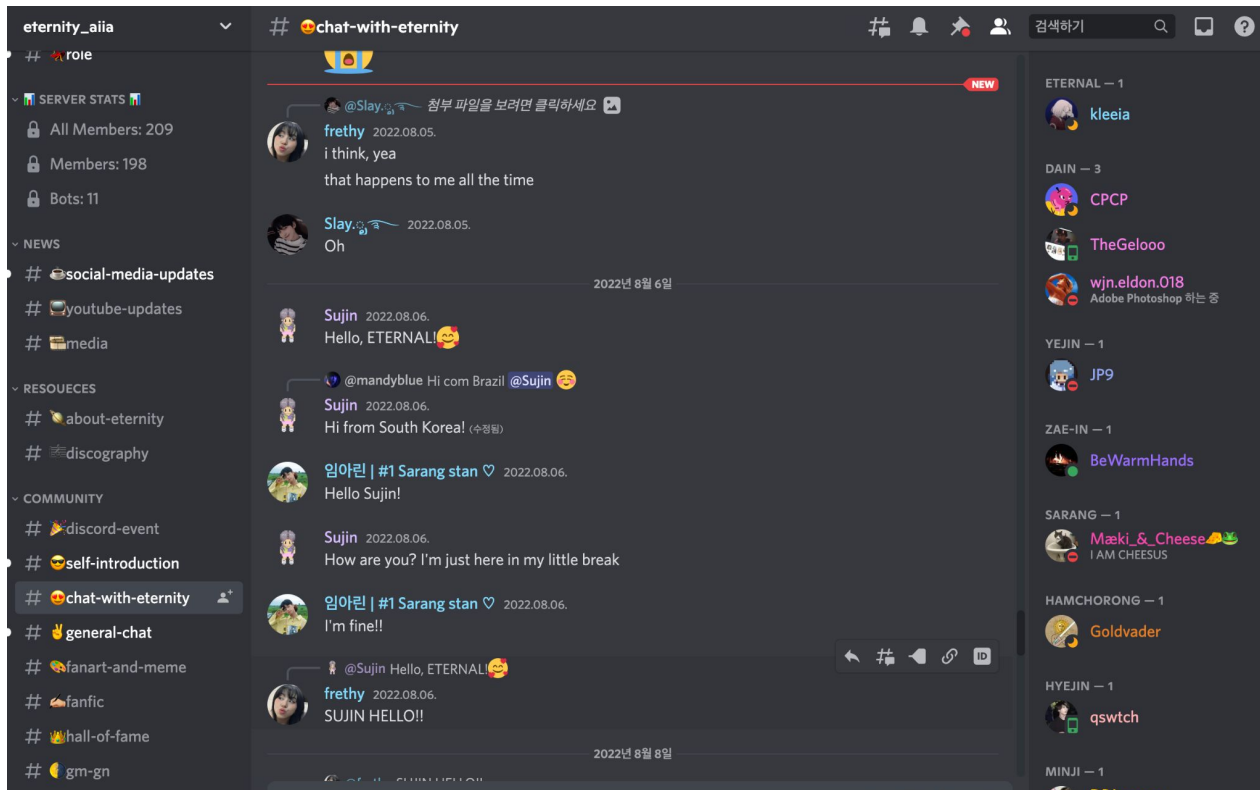 eternity_aiia
role
SERVER STATS
All Members: 209
Members: 198
Bots: 11
NEWS
social-media-updates
youtube-updates
media
RESOUECES
about-eternity
discography
COMMUNITY
discord-event
self-introduction
chat-with-eternity
general-chat
fanart-and-meme
fanfic
hall-of-fame
gm-gn
chat-with-eternity
검색하기
NEW
@Slay. 첨부 파일을 보려면 클릭하세요
frethy 2022.08.05.
i think, yea
that happens to me all the time
Slay. 2022.08.05.
Oh
2022년 8월 6일
Sujin 2022.08.06.
Hello, ETERNAL!
@mandyblue Hi com Brazil @Sujin
Sujin 2022.08.06.
Hi from South Korea! (수정됨)
임아린 | #1 Sarang stan ♡ 2022.08.06.
Hello Sujin!
Sujin 2022.08.06.
How are you? I'm just here in my little break
임아린 | #1 Sarang stan ♡ 2022.08.06.
I'm fine!!
@Sujin Hello, ETERNAL!
ID
frethy 2022.08.06.
SUJIN HELLO!!
2022년 8월 8일
ETERNAL — 1
kleeia
DAIN — 3
CPCP
TheGelooo
wjn.eldon.018
Adobe Photoshop 하는 중
YEJIN — 1
JP9
ZAE-IN — 1
BeWarmHands
SARANG — 1
Mæki_&_Cheese
I AM CHEESUS
HAMCHORONG — 1
Goldvader
HYEJIN — 1
qswtch
MINJI — 1